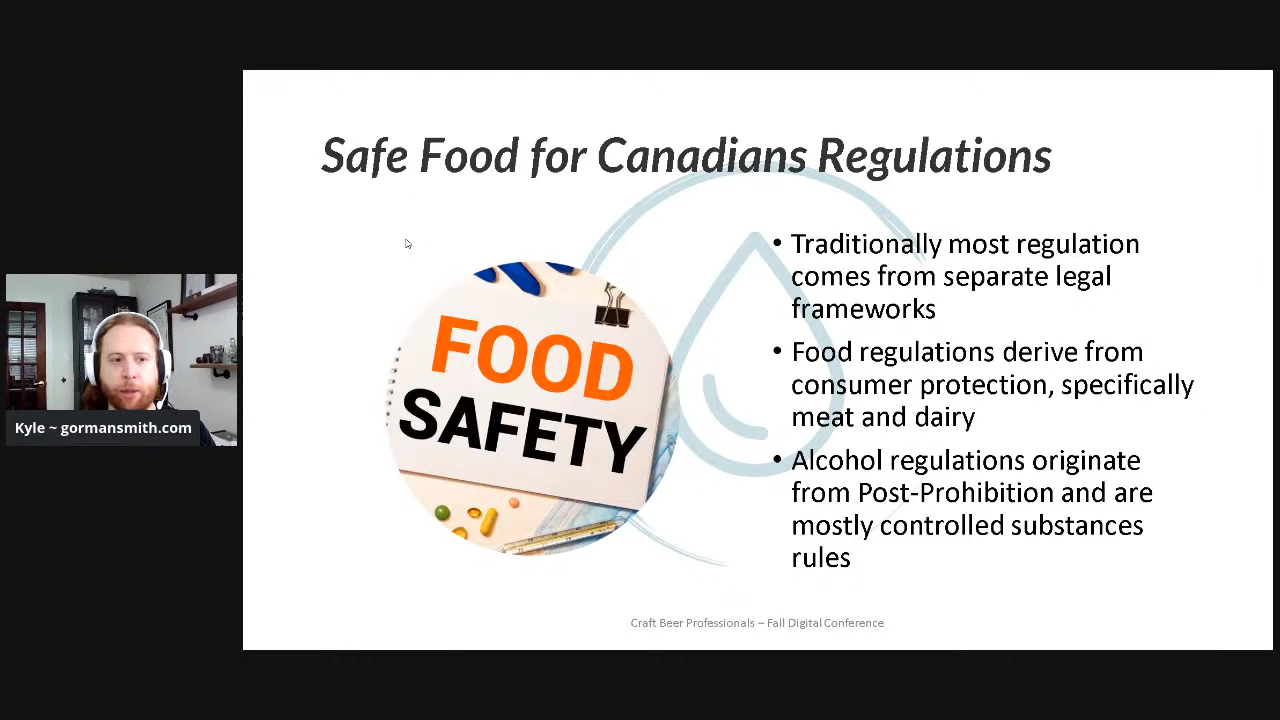 Safe Food for Canadians Regulations
FOOD
SAFETY
• Traditionally most regulation
comes from separate legal
frameworks
• Food regulations derive from
consumer protection, specifically
meat and dairy
• Alcohol regulations originate
from Post-Prohibition and are
mostly controlled substances
rules
Kyle ~ gormansmith.com
Craft Beer Professionals – Fall Digital Conference